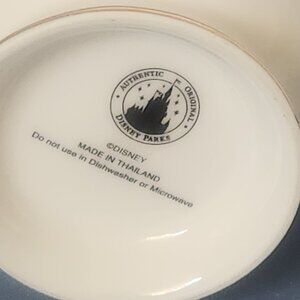 AUTHENTIC ORIGINAL
DISNEY PARKS
©DISNEY
MADE IN THAILAND
Do not use in Dishwasher or Microwave